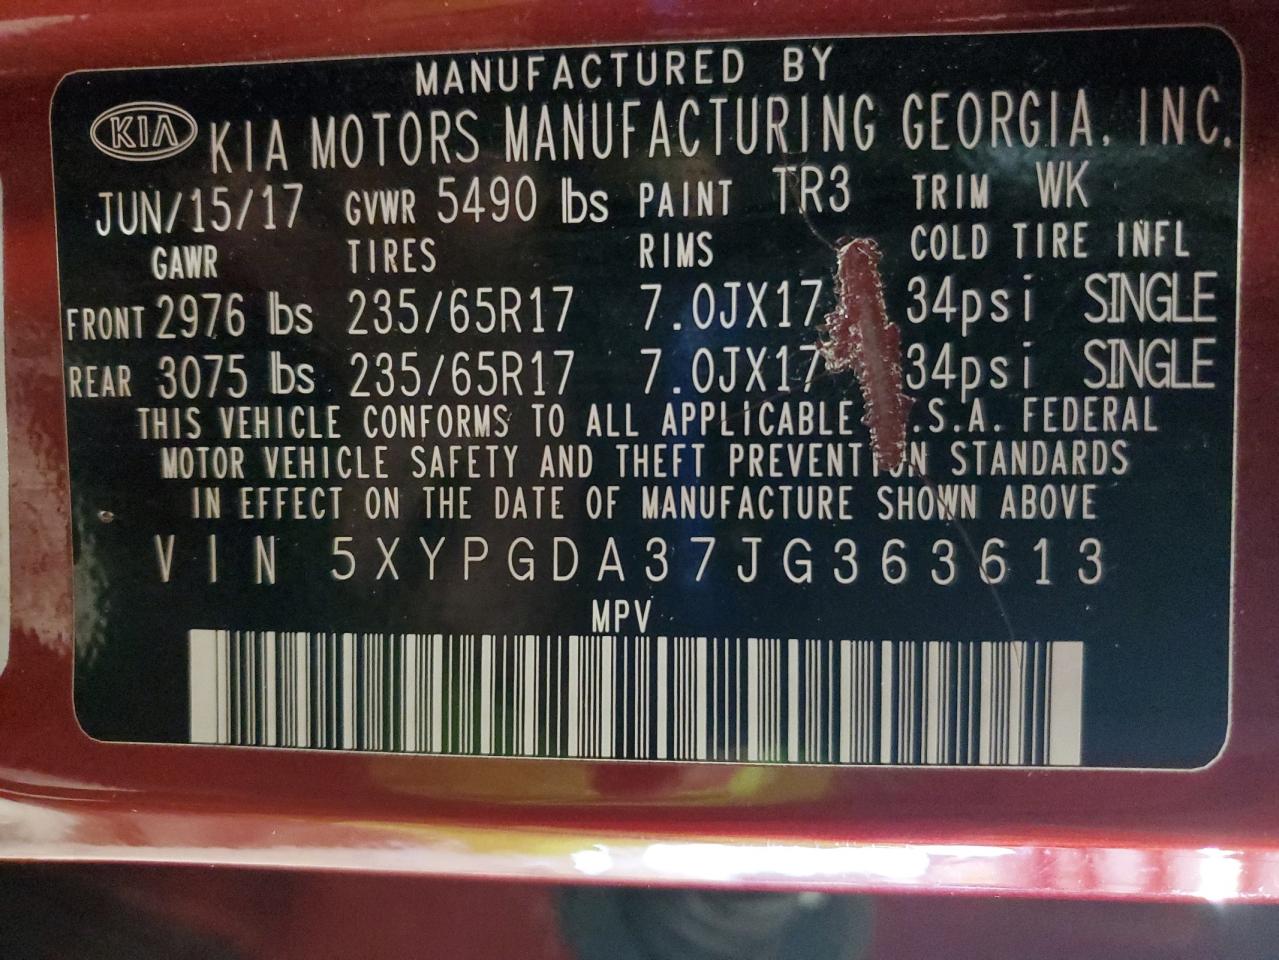 MANUFACTURED BY
KIA KIA MOTORS MANUFACTURING GEORGIA, INC.
JUN/15/17 GVWR 5490 lbs PAINT TR3 TRIM WK
GAWR TIRES RIMS COLD TIRE INFL
FRONT 2976 lbs 235/65R17 7.0JX17 34psi SINGLE
REAR 3075 lbs 235/65R17 7.0JX17 34psi SINGLE
THIS VEHICLE CONFORMS TO ALL APPLICABLE .S.A. FEDERAL
MOTOR VEHICLE SAFETY AND THEFT PREVENTION STANDARDS
IN EFFECT ON THE DATE OF MANUFACTURE SHOWN ABOVE
VIN 5XYPGDA37JG363613
MPV